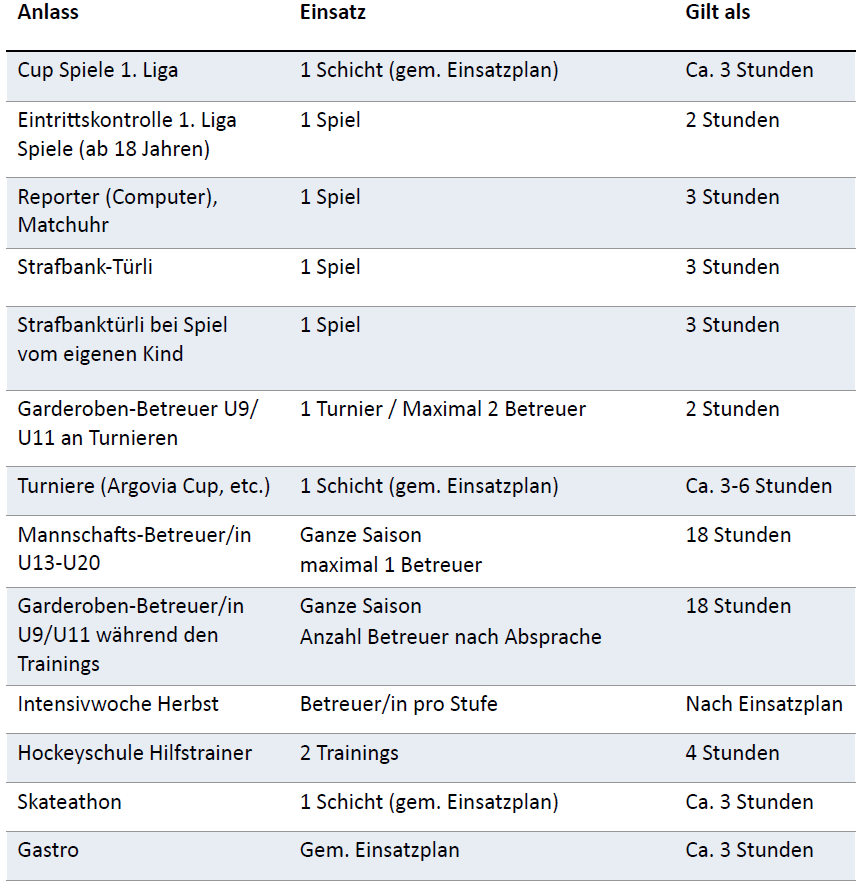 Anlass Einsatz Gilt als
Cup Spiele 1. Liga 1 Schicht (gem. Einsatzplan) Ca. 3 Stunden
Eintrittskontrolle 1. Liga 1 Spiel 2 Stunden
Spiele (ab 18 Jahren)
Reporter (Computer), 1 Spiel 3 Stunden
Matchuhr
Strafbank-Türli 1 Spiel 3 Stunden
Strafbanktürli bei Spiel 1 Spiel 3 Stunden
vom eigenen Kind
Garderoben-Betreuer U9/ 1 Turnier / Maximal 2 Betreuer 2 Stunden
U11 an Turnieren
Turniere (Argovia Cup, etc.) 1 Schicht (gem. Einsatzplan) Ca. 3-6 Stunden
Mannschafts-Betreuer/in Ganze Saison 18 Stunden
U13-U20 maximal 1 Betreuer
Garderoben-Betreuer/in Ganze Saison 18 Stunden
U9/U11 während den Anzahl Betreuer nach Absprache
Trainings
Intensivwoche Herbst Betreuer/in pro Stufe Nach Einsatzplan
Hockeyschule Hilfstrainer 2 Trainings 4 Stunden
Skateathon 1 Schicht (gem. Einsatzplan) Ca. 3 Stunden
Gastro Gem. Einsatzplan Ca. 3 Stunden